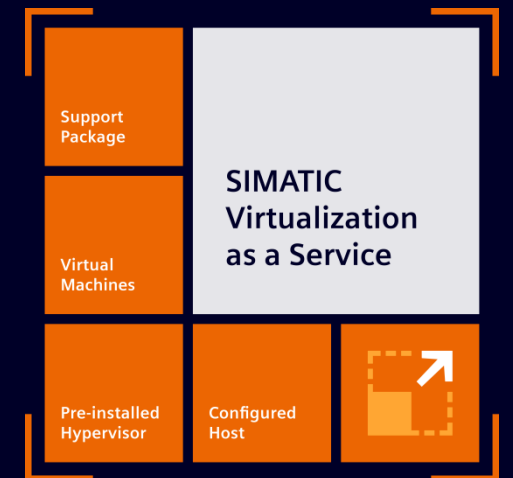 Support
Package
SIMATIC
Virtualization
as a Service
Virtual
Machines
Pre-installed
Hypervisor
Configured
Host